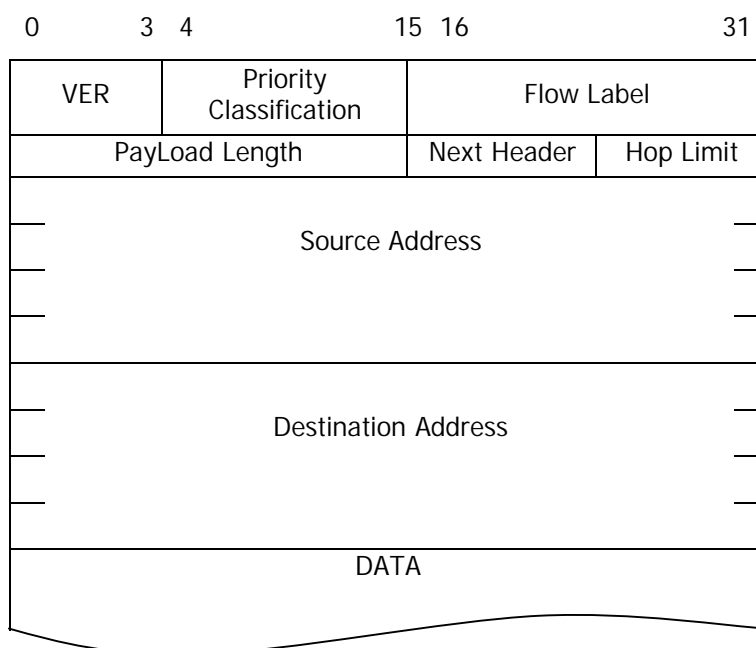 0 3 4 15 16 31
VER Priority Classification Flow Label
PayLoad Length Next Header Hop Limit
Source Address
Destination Address
DATA